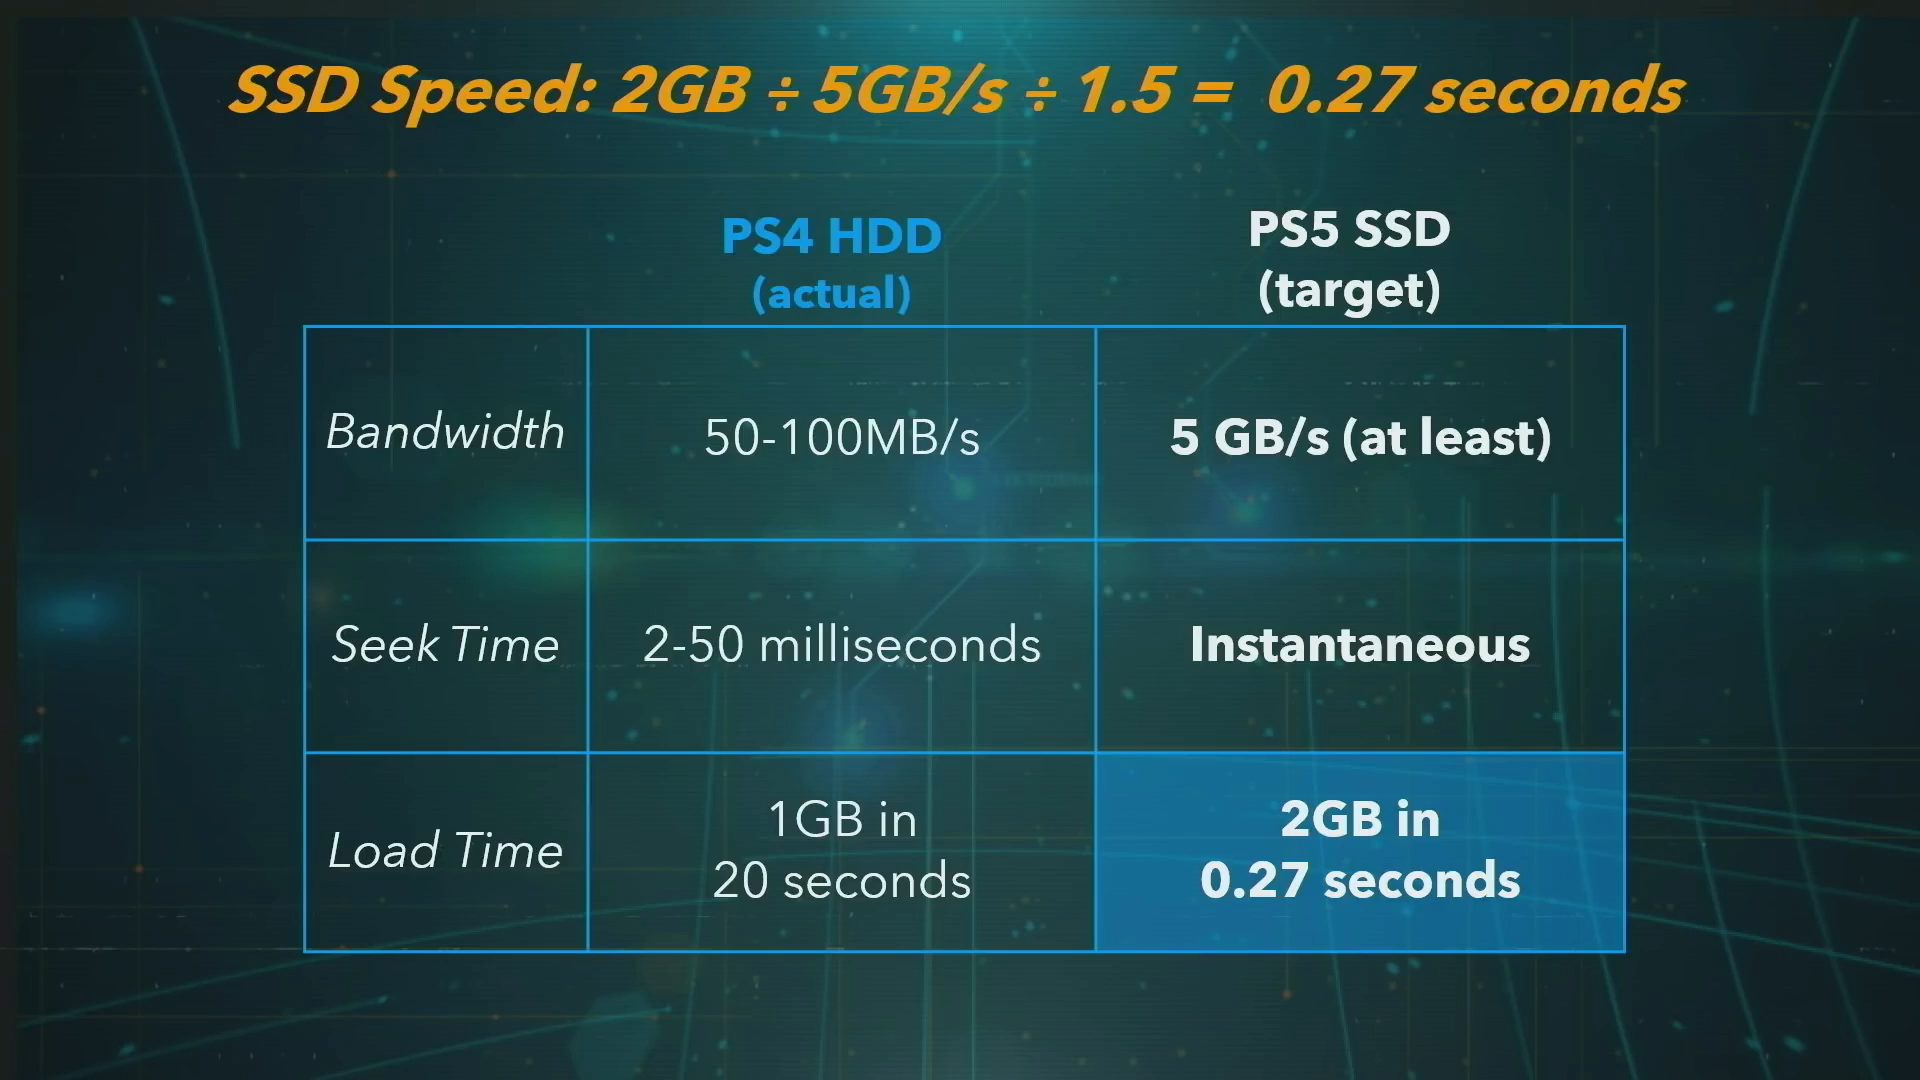 SSD Speed: 2GB ÷ 5GB/s ÷ 1.5 = 0.27 seconds
PS4 HDD
(actual)
PS5 SSD
(target)
Bandwidth
50-100MB/s
5 GB/s (at least)
Seek Time
2-50 milliseconds
Instantaneous
Load Time
1GB in
20 seconds
2GB in
0.27 seconds